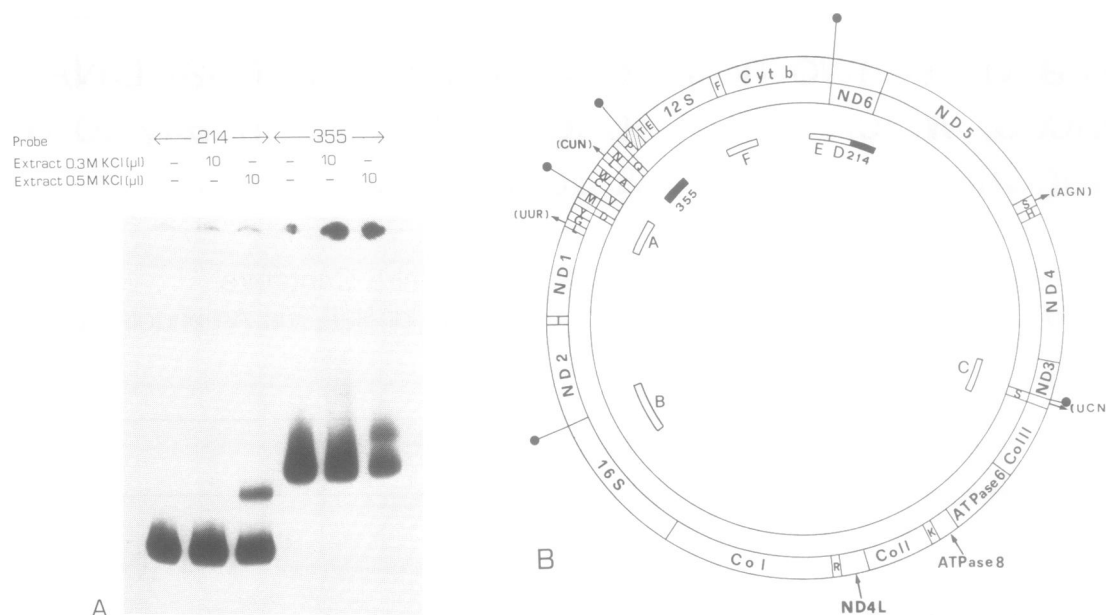 Probe
214
355
Extract 0.3M KCl (µl)
– 10 – – 10 –
Extract 0.5M KCl (µl)
– – 10 – – 10
A
Cyt b
F
12S
E
T
ND6
ND5
(CUN)
(UUR)
(AGN)
S
H
ND4
ND3
S
(UCN
CoIII
ATPase6
ATPase8
K
CoII
ND4L
R
Co I
16S
ND2
I
ND1
W
C
M
Y
G
L
A
V
355
A
B
C
F
E
D
214
B